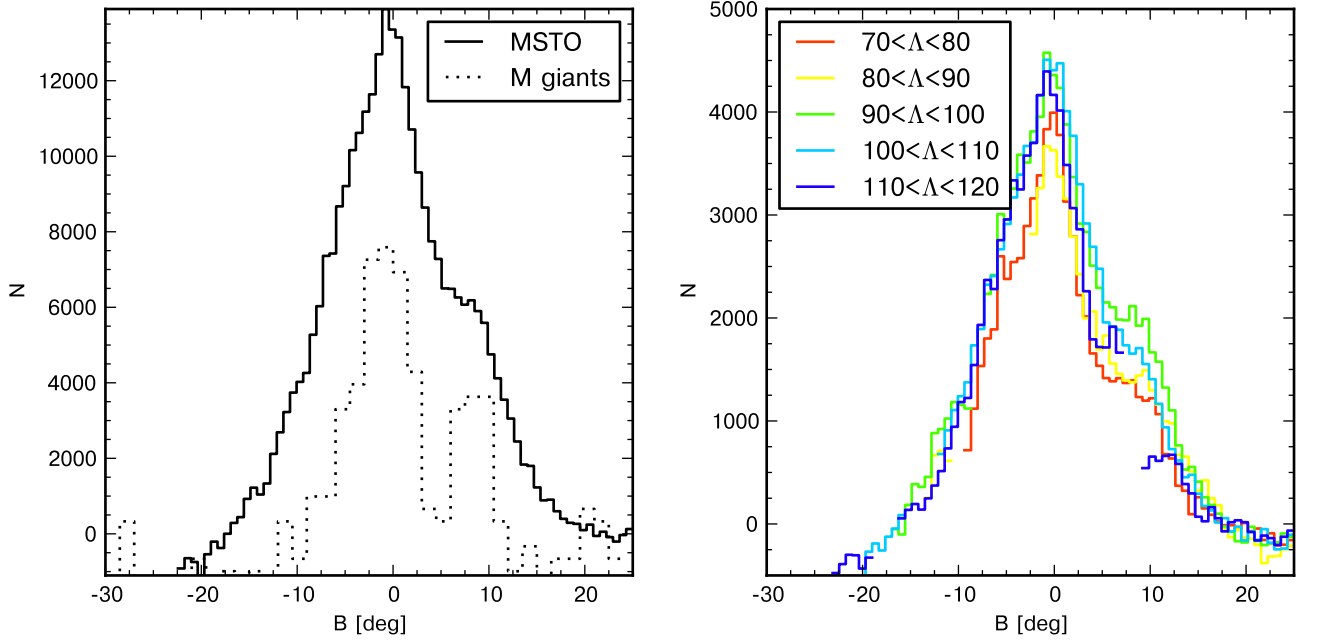 MSTO
M giants
12000
10000
8000
6000
4000
2000
0
N
-30 -20 -10 0 10 20
B [deg]
70<Λ<80
80<Λ<90
90<Λ<100
100<Λ<110
110<Λ<120
5000
4000
3000
2000
1000
0
N
-30 -20 -10 0 10 20
B [deg]